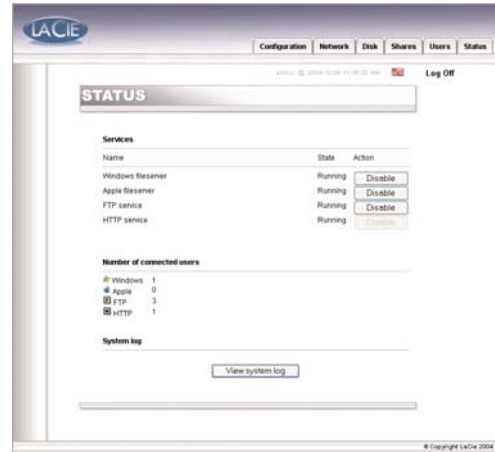 LACIE
Configuration Network Disk Shares Users Status
Log Off
STATUS
Services
Name State Action
Windows fileserver Running Disable
Apple fileserver Running Disable
FTP service Running Disable
HTTP service Running Disable
Number of connected users
Windows 1
Apple 0
FTP 3
HTTP 1
System log
View system log
© Copyright LaCie 2004